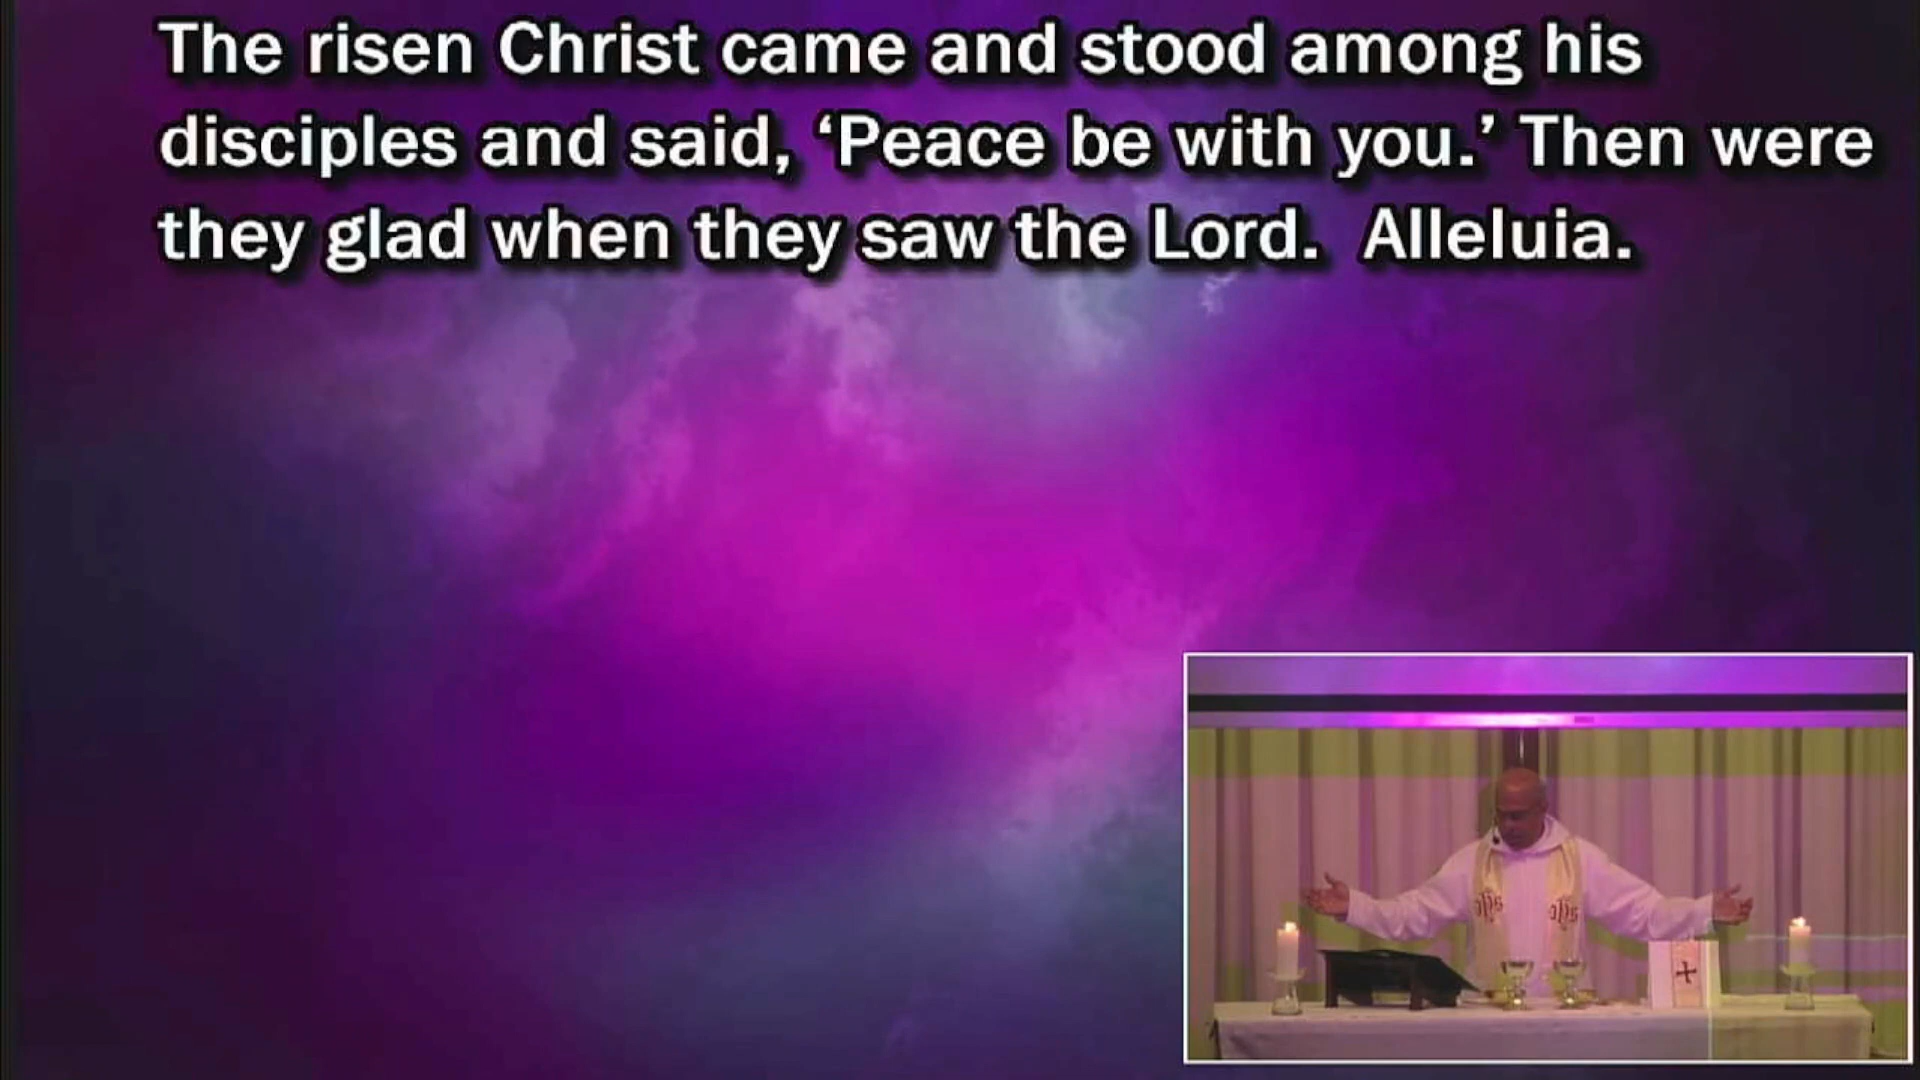 The risen Christ came and stood among his
disciples and said, ‘Peace be with you.’ Then were
they glad when they saw the Lord.  Alleluia.